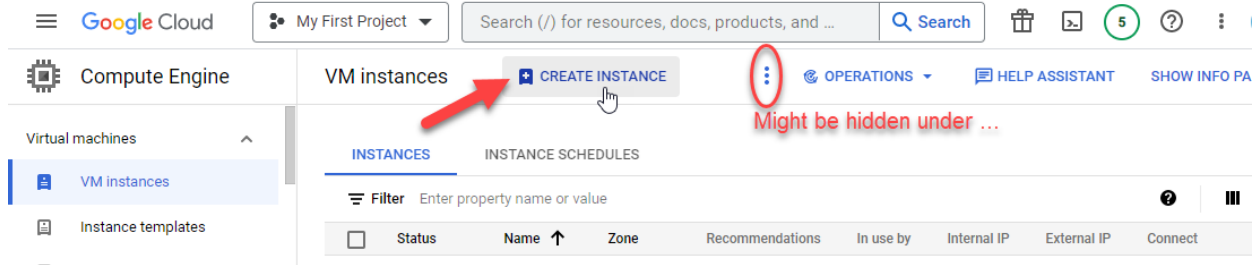 Google Cloud My First Project Search (/) for resources, docs, products, and ... Search 5
Compute Engine VM instances CREATE INSTANCE OPERATIONS HELP ASSISTANT SHOW INFO PA
Might be hidden under ...
Virtual machines
INSTANCES INSTANCE SCHEDULES
VM instances
Filter Enter property name or value
Instance templates
Status Name Zone Recommendations In use by Internal IP External IP Connect